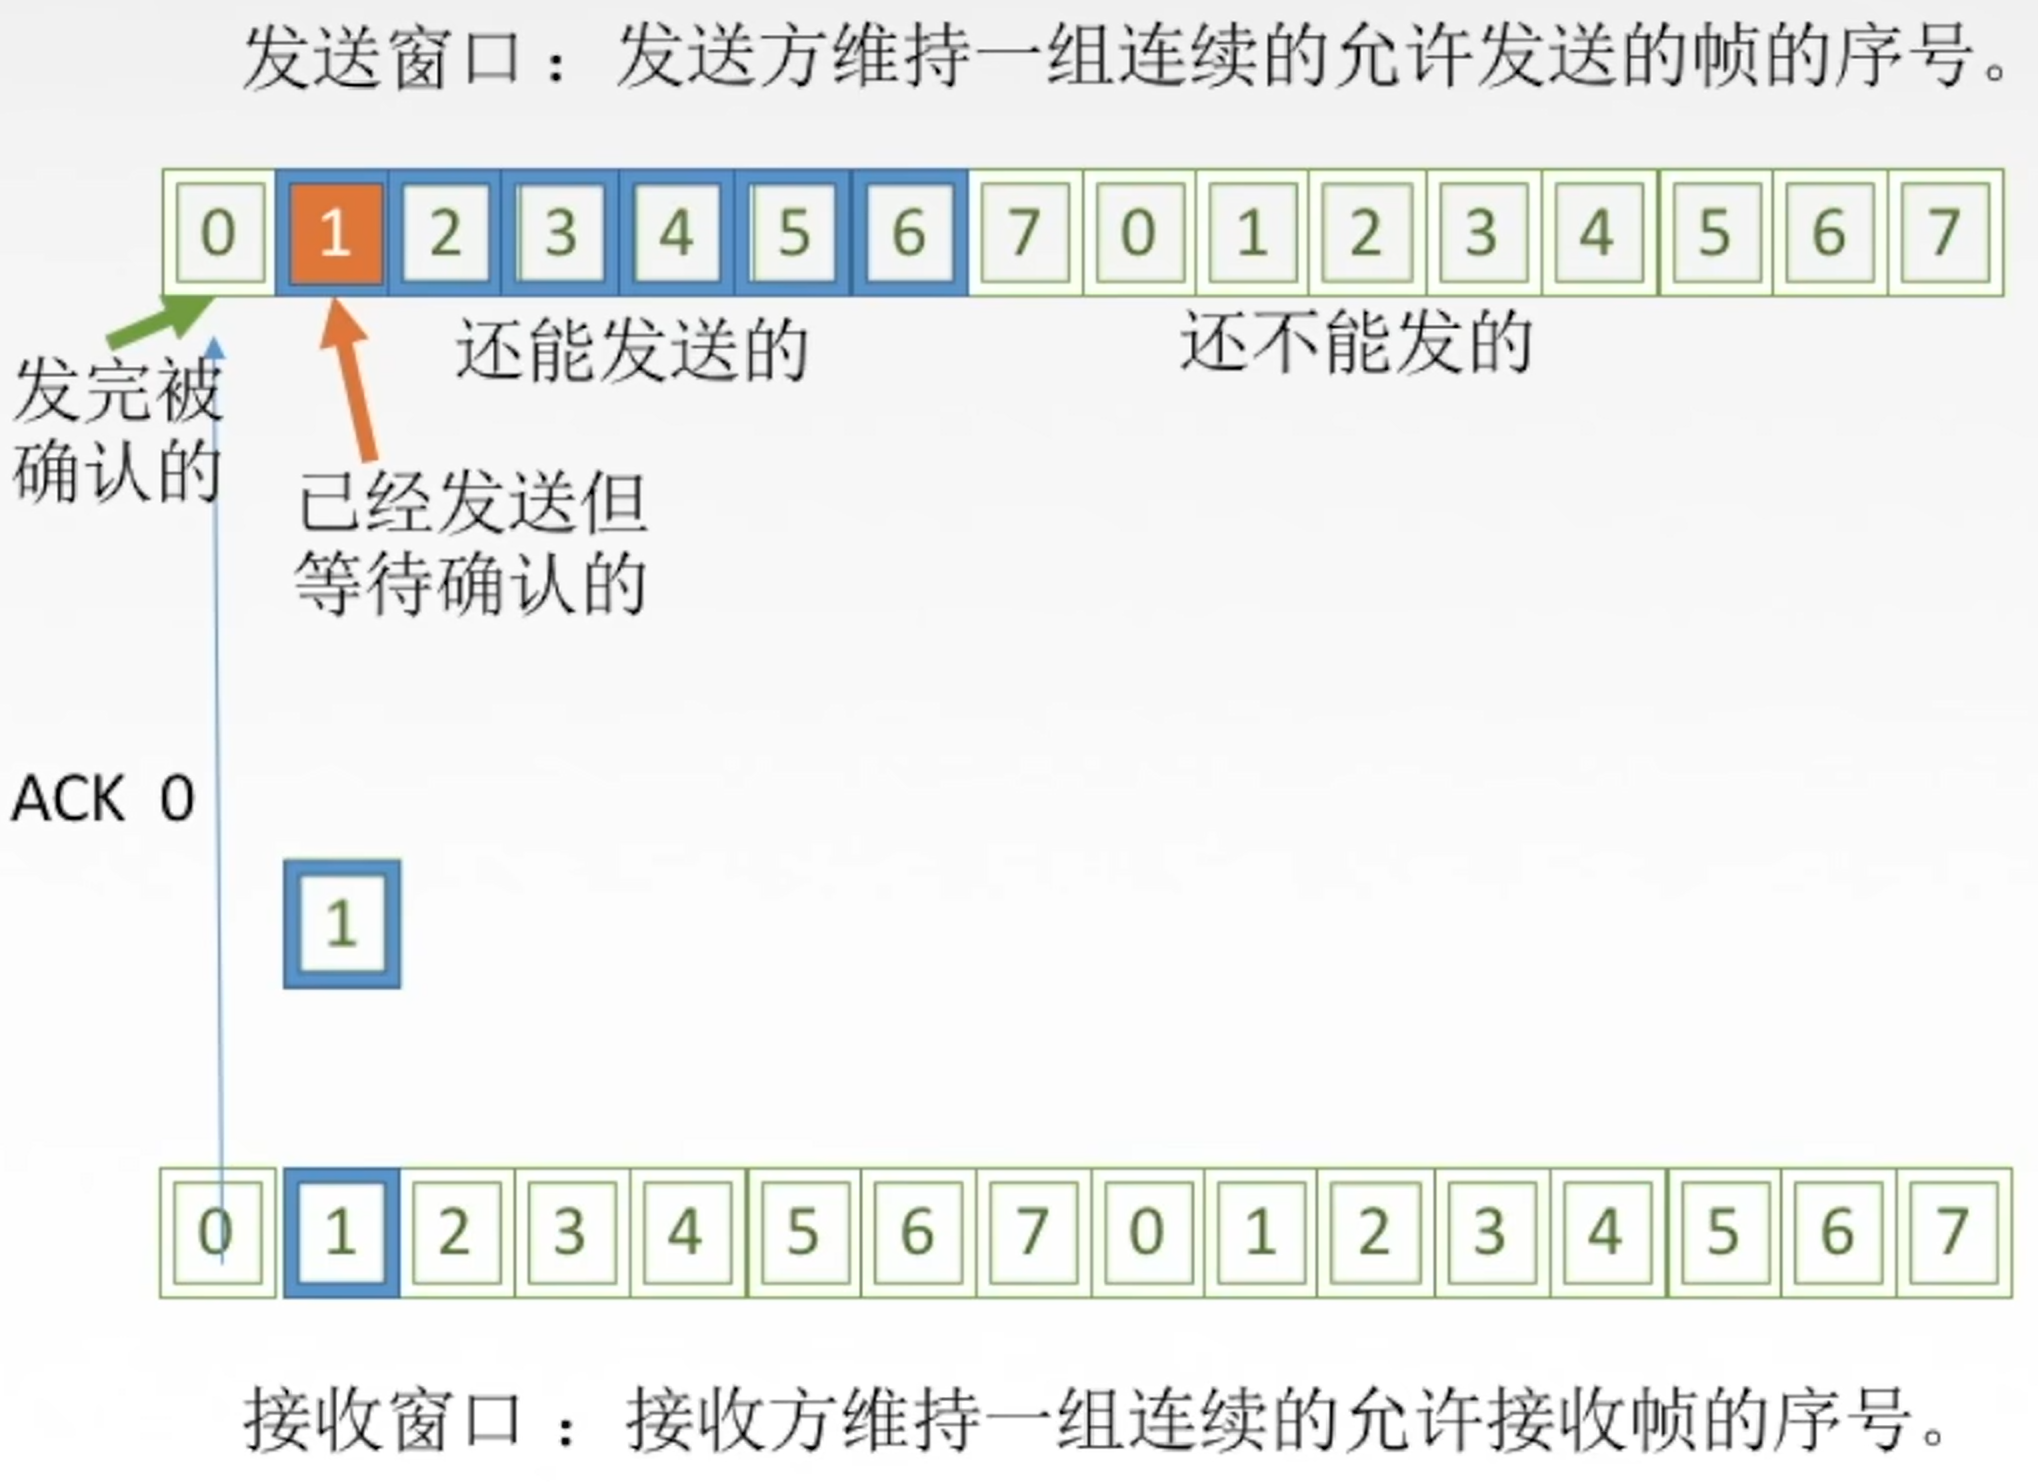 发送窗口：发送方维持一组连续的允许发送的帧的序号。
0 1 2 3 4 5 6 7 0 1 2 3 4 5 6 7
还能发送的
还不能发的
发完被
确认的
已经发送但
等待确认的
ACK 0
1
0 1 2 3 4 5 6 7 0 1 2 3 4 5 6 7
接收窗口：接收方维持一组连续的允许接收帧的序号。